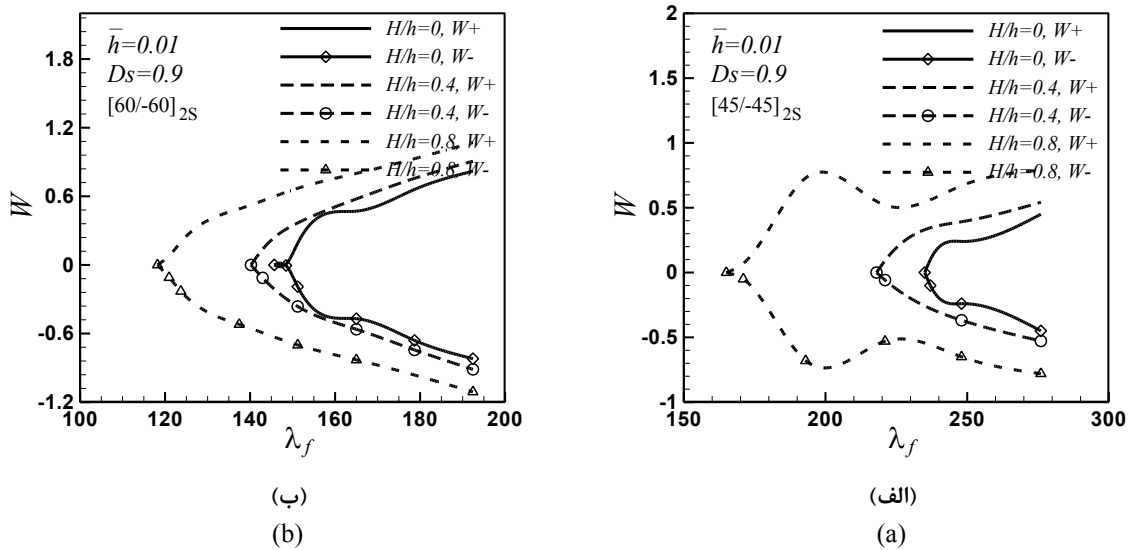 2.1
1.8
1.2
0.6
0
-0.6
-1.2
W
100
120
140
160
180
200
λf
h̄=0.01
Ds=0.9
[60/-60]2S
H/h=0, W+
H/h=0, W-
H/h=0.4, W+
H/h=0.4, W-
H/h=0.8, W+
H/h=0.8, W-
(ب)
(b)
2
1.5
1
0.5
0
-0.5
-1
W
150
200
250
300
λf
h̄=0.01
Ds=0.9
[45/-45]2S
H/h=0, W+
H/h=0, W-
H/h=0.4, W+
H/h=0.4, W-
H/h=0.8, W+
H/h=0.8, W-
(الف)
(a)